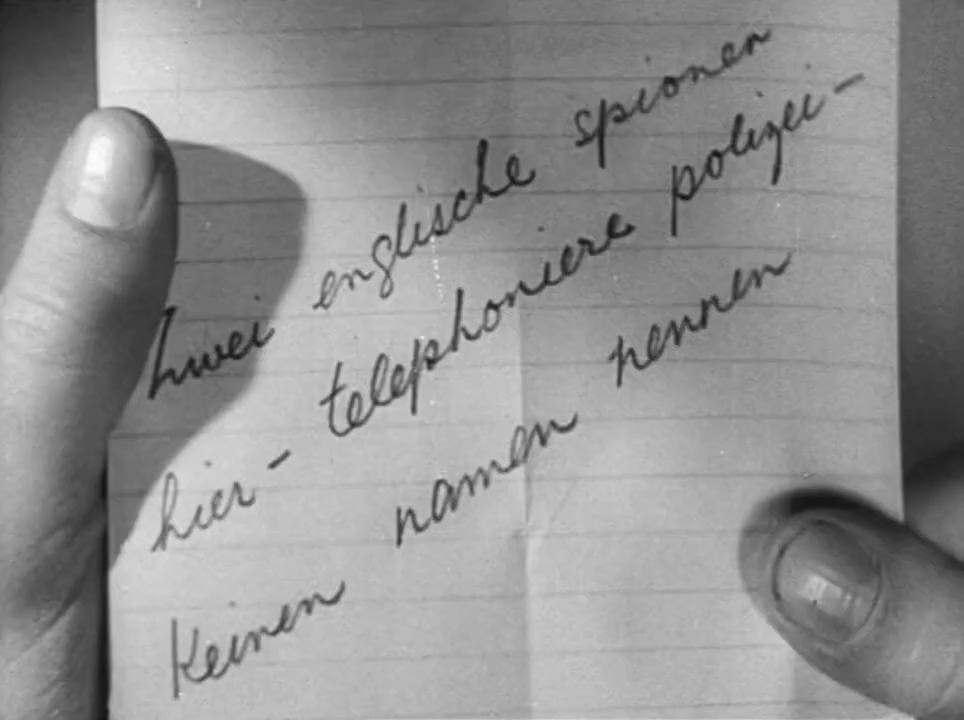 Zwei englische spionen
hier - telephoniere polizei -
Keinen namen nennen